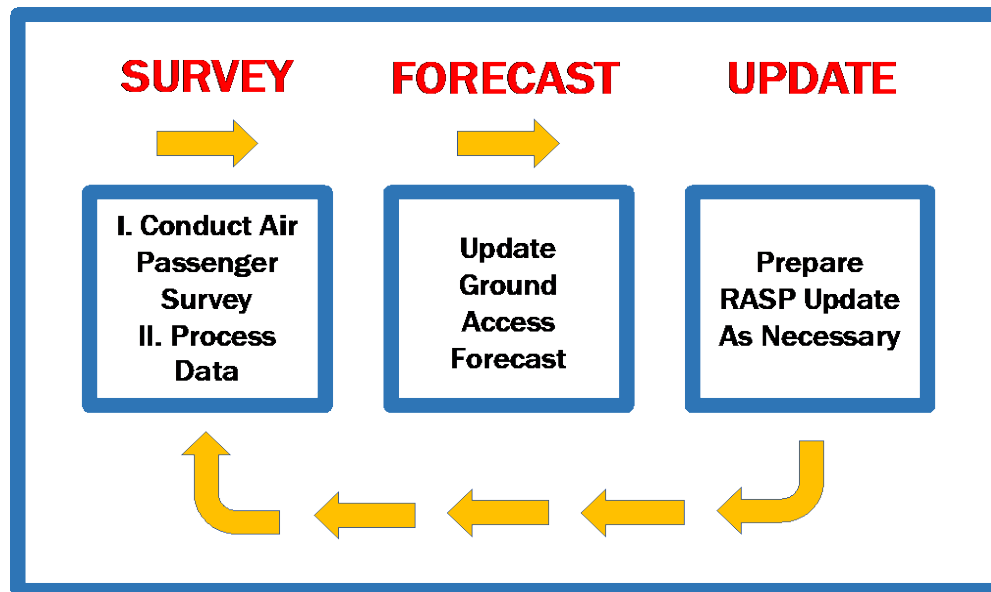 SURVEY
FORECAST
UPDATE
I. Conduct Air
Passenger
Survey
II. Process
Data
Update
Ground
Access
Forecast
Prepare
RASP Update
As Necessary